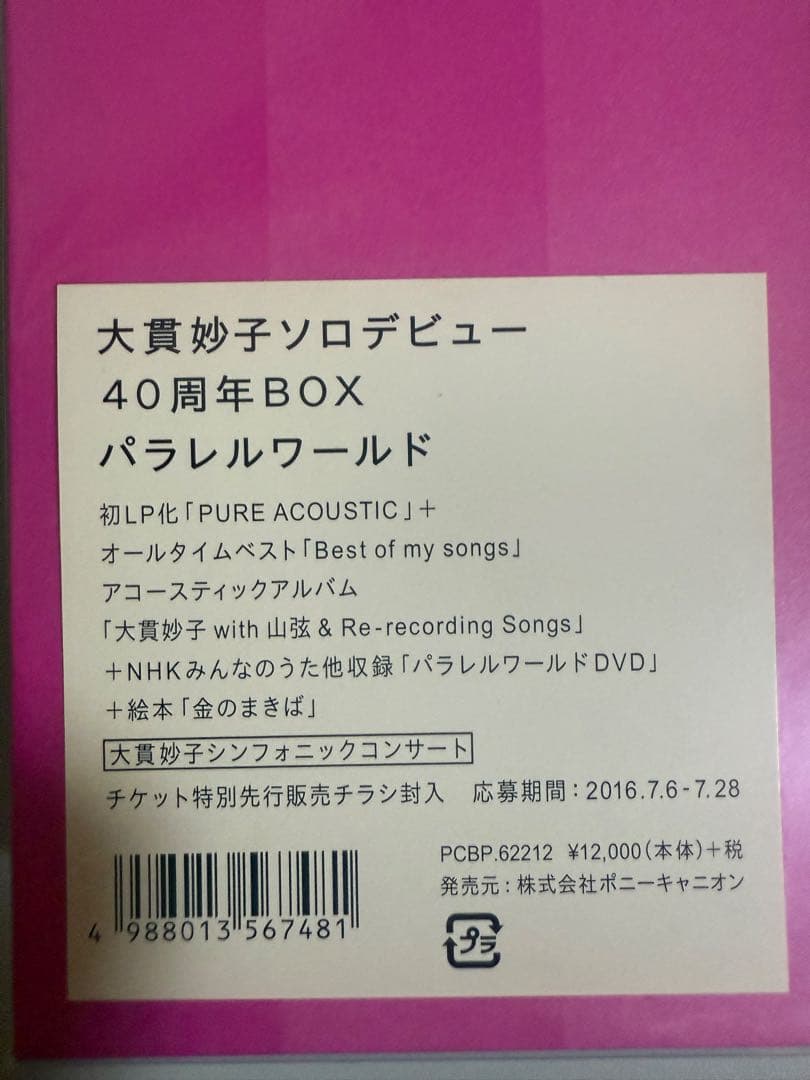 大貫妙子ソロデビュー
40周年BOX
パラレルワールド
初LP化「PURE ACOUSTIC」＋
オールタイムベスト「Best of my songs」
アコースティックアルバム
「大貫妙子 with 山弦 & Re-recording Songs」
＋NHKみんなのうた他収録「パラレルワールドDVD」
＋絵本「金のまきば」
大貫妙子シンフォニックコンサート
チケット特別先行販売チラシ封入　応募期間：2016.7.6-7.28
PCBP.62212 ¥12,000（本体）＋税
発売元：株式会社ポニーキャニオン
4 988013 567481
プラ